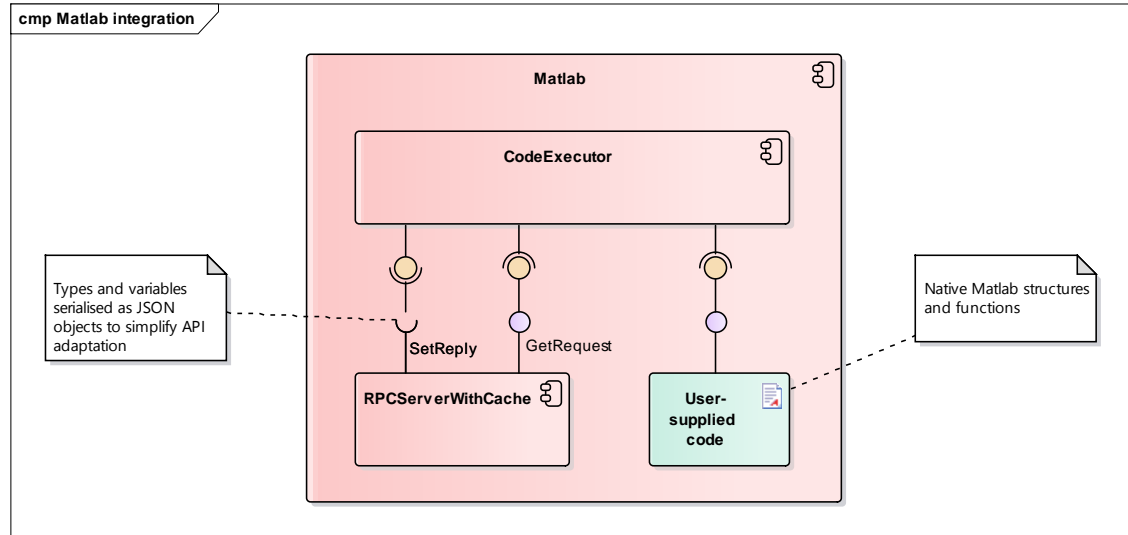 cmp Matlab integration
Matlab
CodeExecutor
Types and variables
serialised as JSON
objects to simplify API
adaptation
Native Matlab structures
and functions
SetReply
GetRequest
RPCServerWithCache
User-
supplied
code